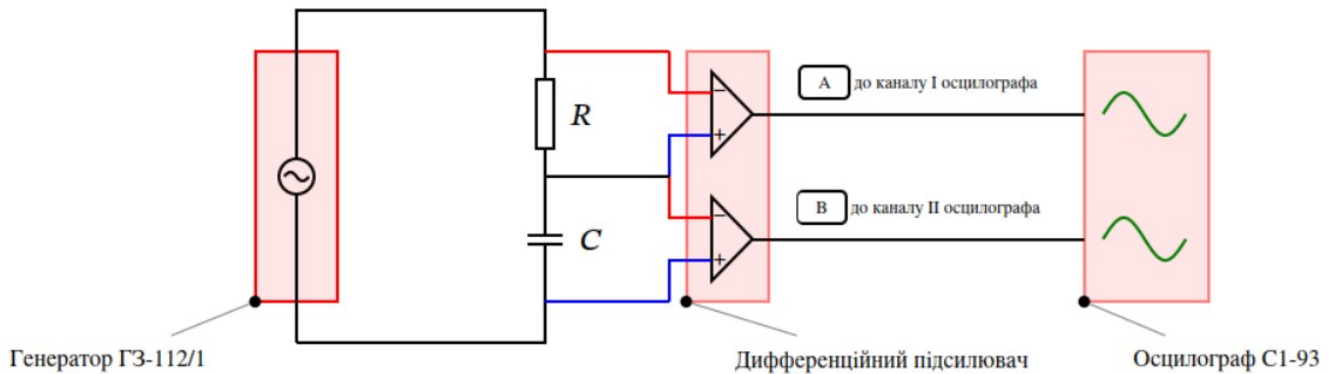 A до каналу I осцилографа
R
B до каналу II осцилографа
C
Генератор ГЗ-112/1
Дифференційний підсилювач
Осцилограф С1-93